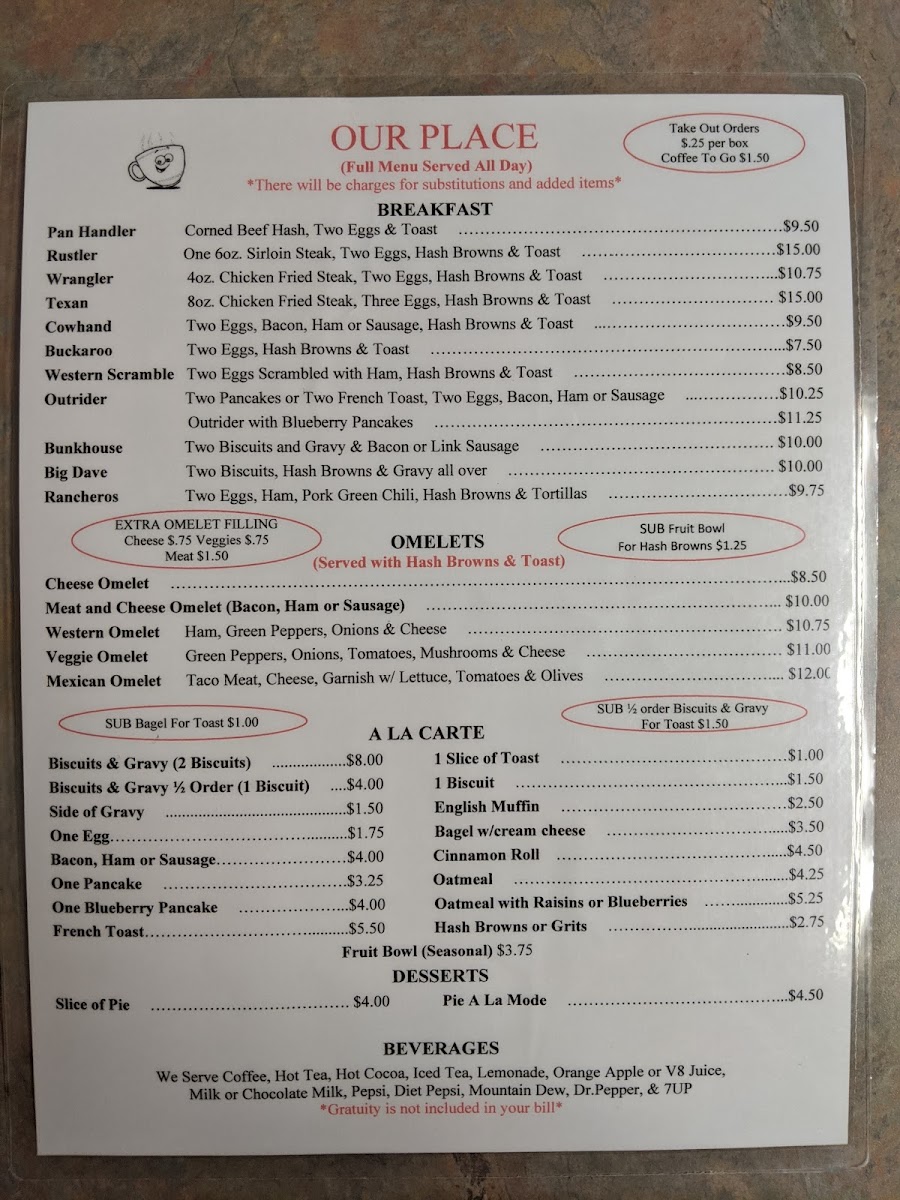 OUR PLACE
(Full Menu Served All Day)
*There will be charges for substitutions and added items*
Take Out Orders
$.25 per box
Coffee To Go $1.50
BREAKFAST
Pan Handler Corned Beef Hash, Two Eggs & Toast $9.50
Rustler One 6oz. Sirloin Steak, Two Eggs, Hash Browns & Toast $15.00
Wrangler 4oz. Chicken Fried Steak, Two Eggs, Hash Browns & Toast $10.75
Texan 8oz. Chicken Fried Steak, Three Eggs, Hash Browns & Toast $15.00
Cowhand Two Eggs, Bacon, Ham or Sausage, Hash Browns & Toast $9.50
Buckaroo Two Eggs, Hash Browns & Toast $7.50
Western Scramble Two Eggs Scrambled with Ham, Hash Browns & Toast $8.50
Outrider Two Pancakes or Two French Toast, Two Eggs, Bacon, Ham or Sausage $10.25
Outrider with Blueberry Pancakes $11.25
Bunkhouse Two Biscuits and Gravy & Bacon or Link Sausage $10.00
Big Dave Two Biscuits, Hash Browns & Gravy all over $10.00
Rancheros Two Eggs, Ham, Pork Green Chili, Hash Browns & Tortillas $9.75
EXTRA OMELET FILLING
Cheese $.75 Veggies $.75
Meat $1.50
OMELETS
(Served with Hash Browns & Toast)
SUB Fruit Bowl
For Hash Browns $1.25
Cheese Omelet $8.50
Meat and Cheese Omelet (Bacon, Ham or Sausage) $10.00
Western Omelet Ham, Green Peppers, Onions & Cheese $10.75
Veggie Omelet Green Peppers, Onions, Tomatoes, Mushrooms & Cheese $11.00
Mexican Omelet Taco Meat, Cheese, Garnish w/ Lettuce, Tomatoes & Olives $12.00
SUB Bagel For Toast $1.00
SUB ½ order Biscuits & Gravy
For Toast $1.50
A LA CARTE
Biscuits & Gravy (2 Biscuits) $8.00
Biscuits & Gravy ½ Order (1 Biscuit) $4.00
Side of Gravy $1.50
One Egg $1.75
Bacon, Ham or Sausage $4.00
One Pancake $3.25
One Blueberry Pancake $4.00
French Toast $5.50
1 Slice of Toast $1.00
1 Biscuit $1.50
English Muffin $2.50
Bagel w/cream cheese $3.50
Cinnamon Roll $4.50
Oatmeal $4.25
Oatmeal with Raisins or Blueberries $5.25
Hash Browns or Grits $2.75
Fruit Bowl (Seasonal) $3.75
DESSERTS
Slice of Pie $4.00
Pie A La Mode $4.50
BEVERAGES
We Serve Coffee, Hot Tea, Hot Cocoa, Iced Tea, Lemonade, Orange Apple or V8 Juice,
Milk or Chocolate Milk, Pepsi, Diet Pepsi, Mountain Dew, Dr.Pepper, & 7UP
*Gratuity is not included in your bill*